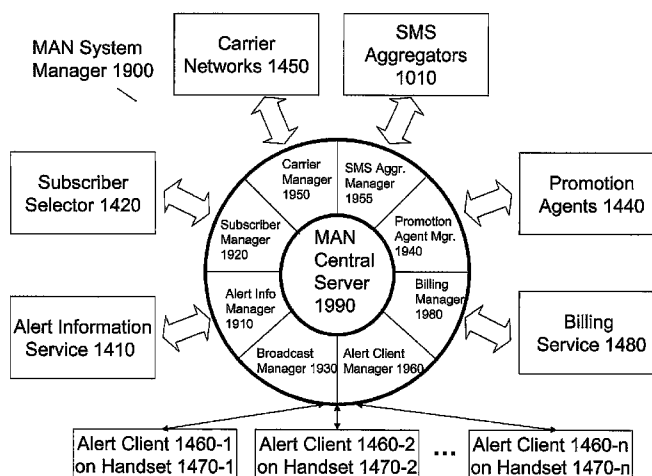 MAN System
Manager 1900
Carrier
Networks 1450
SMS
Aggregators
1010
Subscriber
Selector 1420
Promotion
Agents 1440
Carrier
Manager
1950
SMS Aggr.
Manager
1955
Subscriber
Manager
1920
Promotion
Agent Mgr.
1940
MAN
Central
Server
1990
Alert Info
Manager
1910
Billing
Manager
1980
Broadcast
Manager 1930
Alert Client
Manager 1960
Alert Information
Service 1410
Billing
Service 1480
Alert Client 1460-1
on Handset 1470-1
Alert Client 1460-2
on Handset 1470-2
...
Alert Client 1460-n
on Handset 1470-n